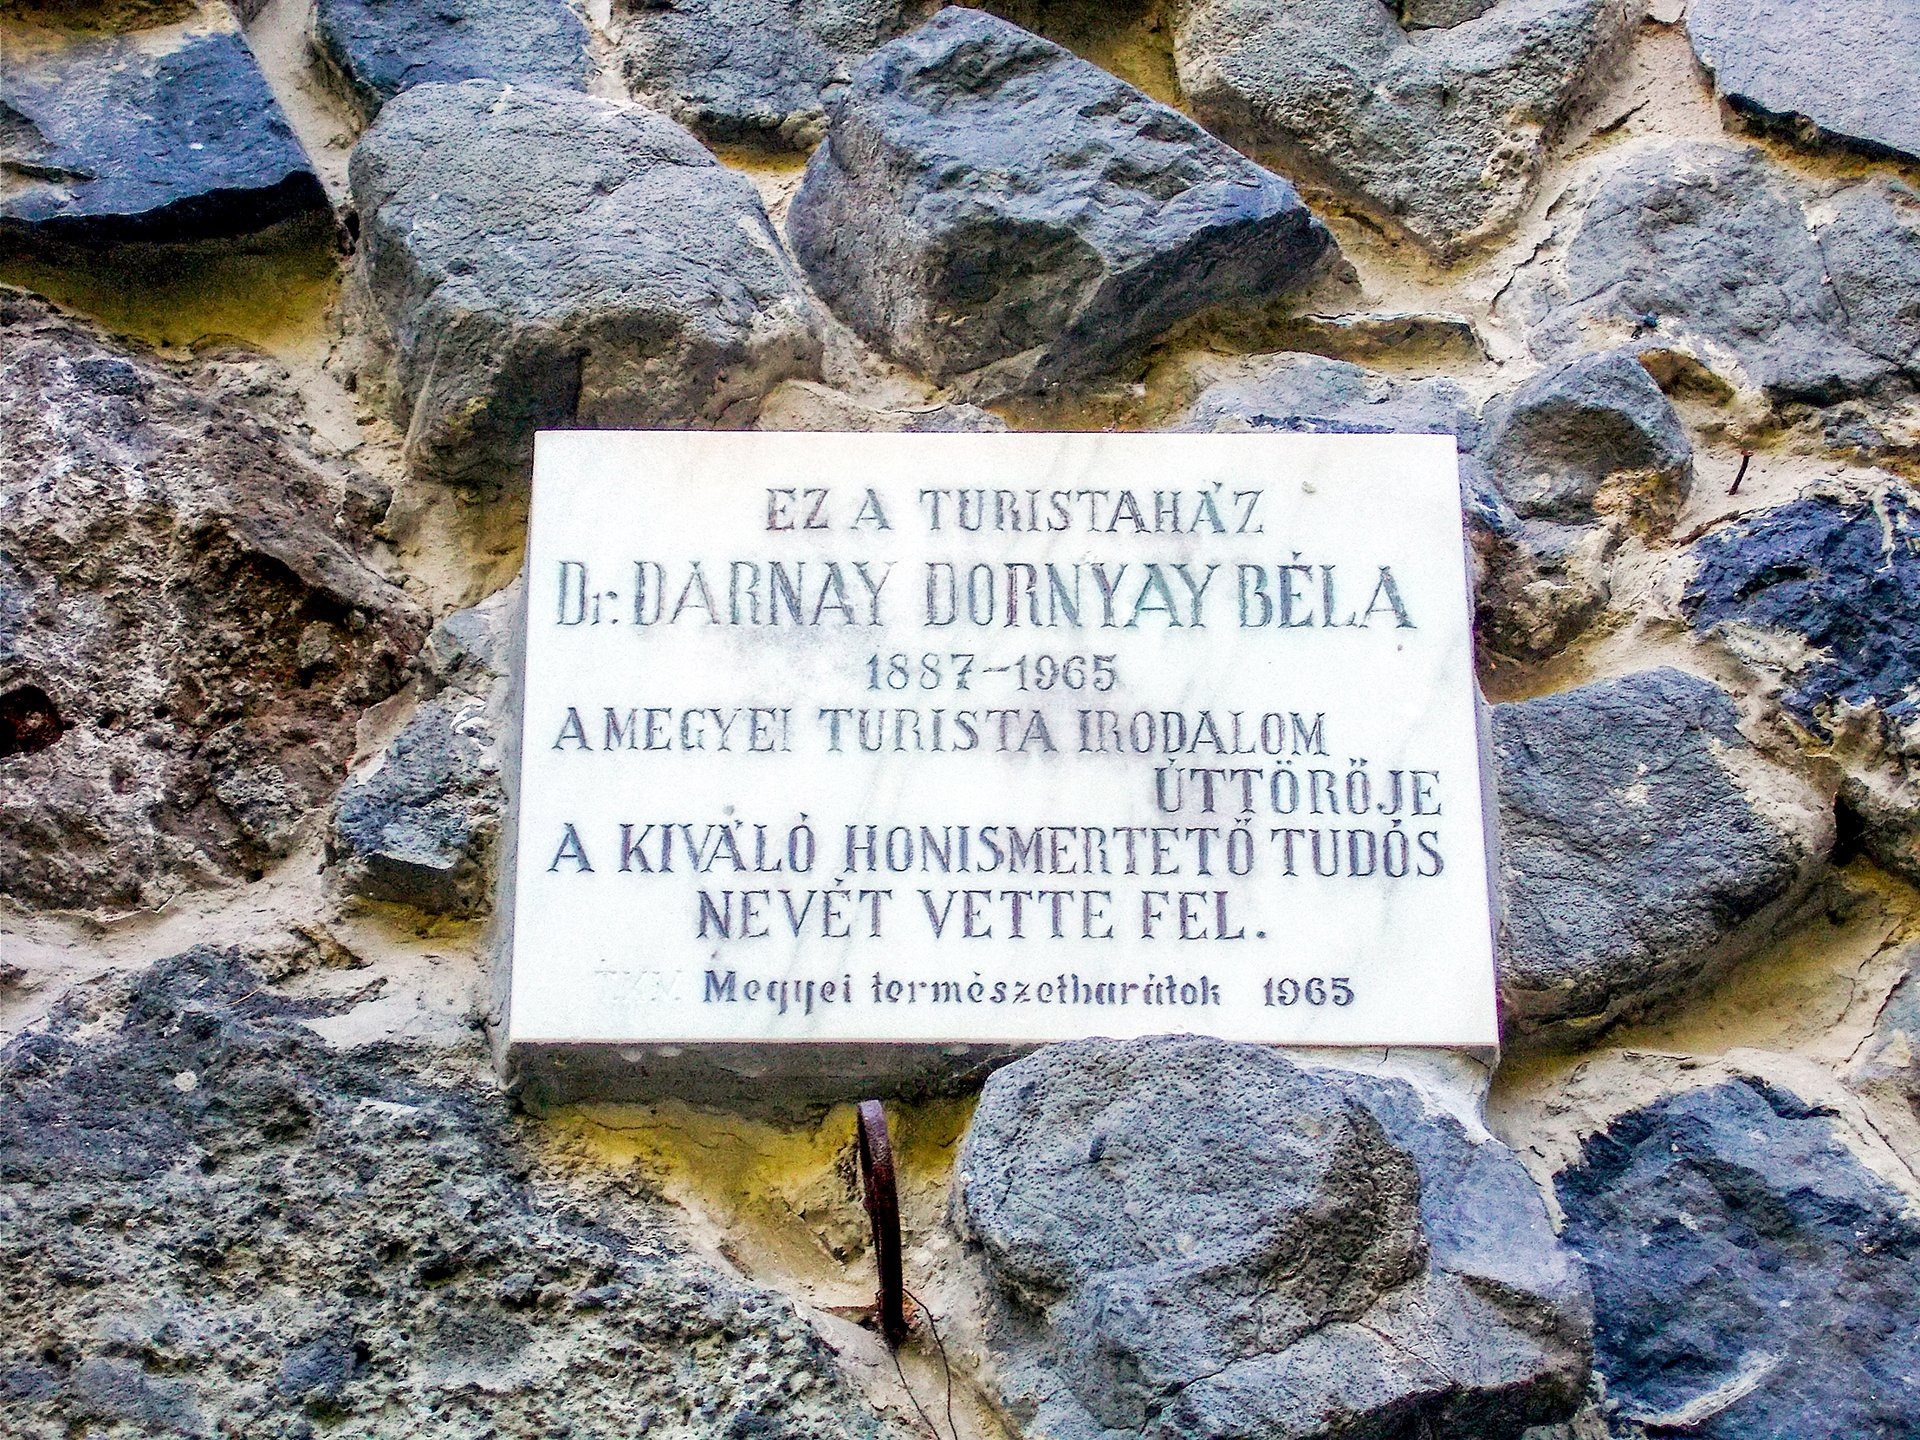 EZ A TURISTAHÁZ
Dr. DARNAY DORNYAY BÉLA
1887-1965
A MEGYEI TURISTA IRODALOM
ÚTTÖRŐJE
A KIVÁLÓ HONISMERTETŐ TUDÓS
NEVÉT VETTE FEL.
Megyei természetbarátok 1965